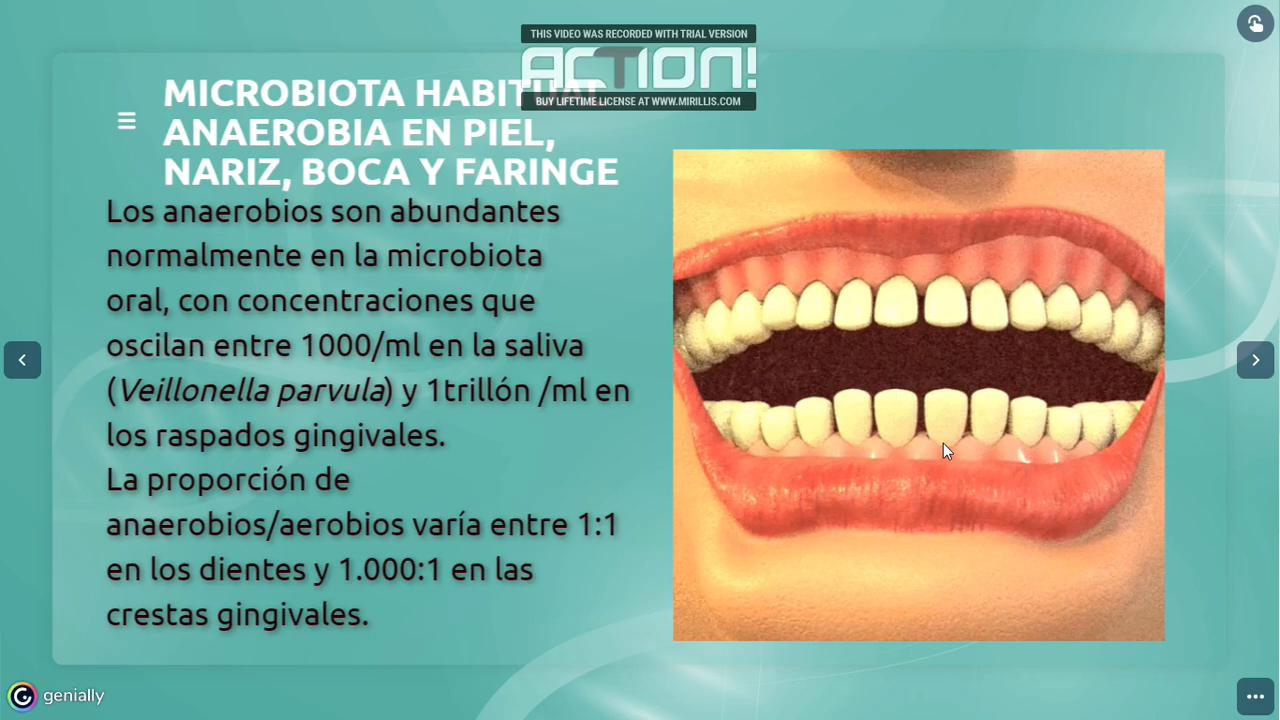 THIS VIDEO WAS RECORDED WITH TRIAL VERSION
ACTION!
BUY LIFETIME LICENSE AT WWW.MIRILLIS.COM
MICROBIOTA HABITUAL
ANAEROBIA EN PIEL,
NARIZ, BOCA Y FARINGE
Los anaerobios son abundantes
normalmente en la microbiota
oral, con concentraciones que
oscilan entre 1000/ml en la saliva
(Veillonella parvula) y 1trillón /ml en
los raspados gingivales.
La proporción de
anaerobios/aerobios varía entre 1:1
en los dientes y 1.000:1 en las
crestas gingivales.
genially